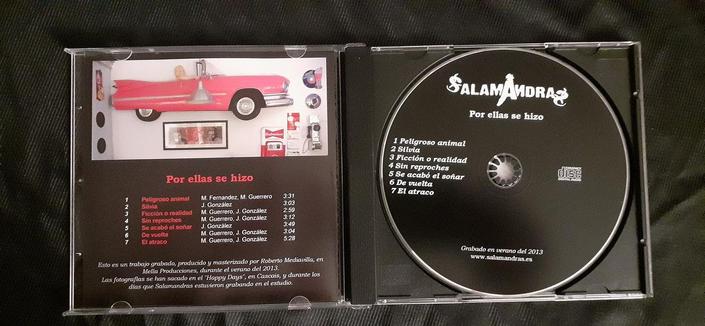 Por ellas se hizo
1 Peligroso animal M. Fernandez, M. Guerrero 3:31
2 Silvia J. González 3:03
3 Ficción o realidad M. Guerrero, J. González 2:59
4 Sin reproches M. Guerrero, J. González 3:12
5 Se acabó el soñar J. González 3:49
6 De vuelta M. Guerrero, J. González 3:04
7 El atraco M. Guerrero, J. González 5:28
Esto es un trabajo grabado, producido y masterizado por Roberto Mediavilla, en
Mella Producciones, durante el verano del 2013.
Las fotografías se han sacado en el "Happy Days", en Cascais, y durante los
días que Salamandras estuvieron grabando en el estudio.
SALAMANDRAS
Por ellas se hizo
1 Peligroso animal
2 Silvia
3 Ficción o realidad
4 Sin reproches
5 Se acabó el soñar
6 De vuelta
7 El atraco
COMPACT disc
Grabado en verano del 2013
www.salamandras.es